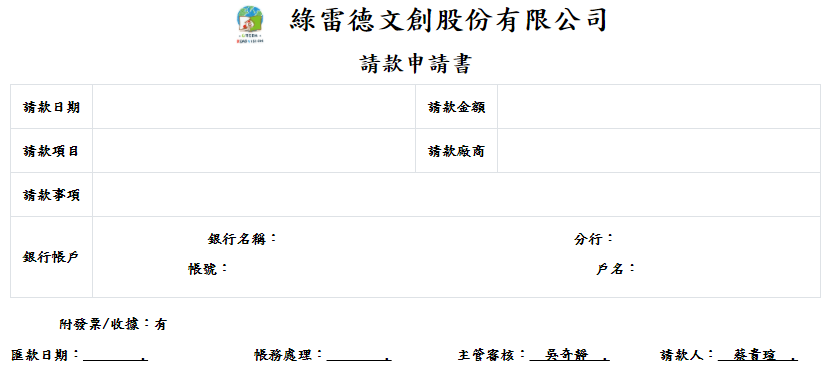 綠雷德文創股份有限公司
請款申請書
請款日期 請款金額
請款項目 請款廠商
請款事項
銀行帳戶 銀行名稱： 分行：
帳號： 戶名：
附發票/收據：有
匯款日期：________. 帳務處理：________. 主管審核： 吳奇靜 . 請款人： 蔡青瑄 .